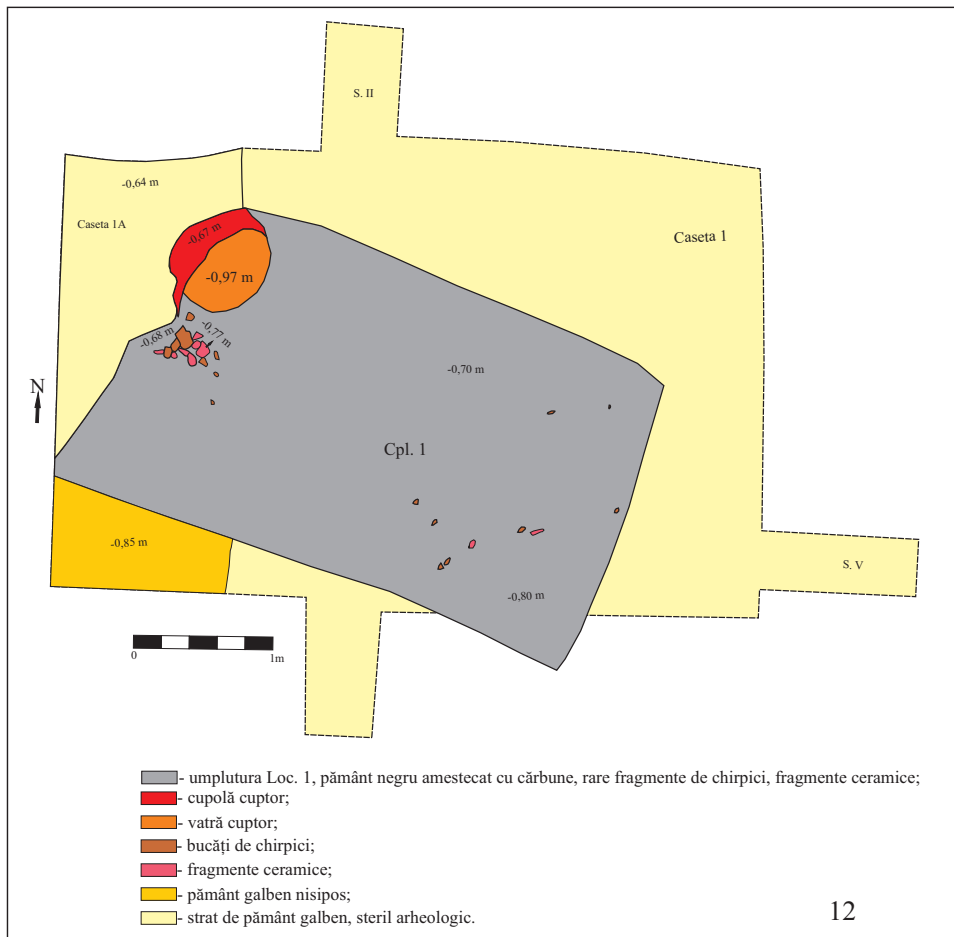 S. II
-0,64 m
Caseta 1A
-0,67 m
Caseta 1
-0,97 m
-0,68 m
-0,77 m
-0,70 m
N
Cpl. 1
-0,85 m
S. V
-0,80 m
0
1m
- umplutura Loc. 1, pământ negru amestecat cu cărbune, rare fragmente de chirpici, fragmente ceramice;
- cupolă cuptor;
- vatră cuptor;
- bucăți de chirpici;
- fragmente ceramice;
- pământ galben nisipos;
- strat de pământ galben, steril arheologic.
12